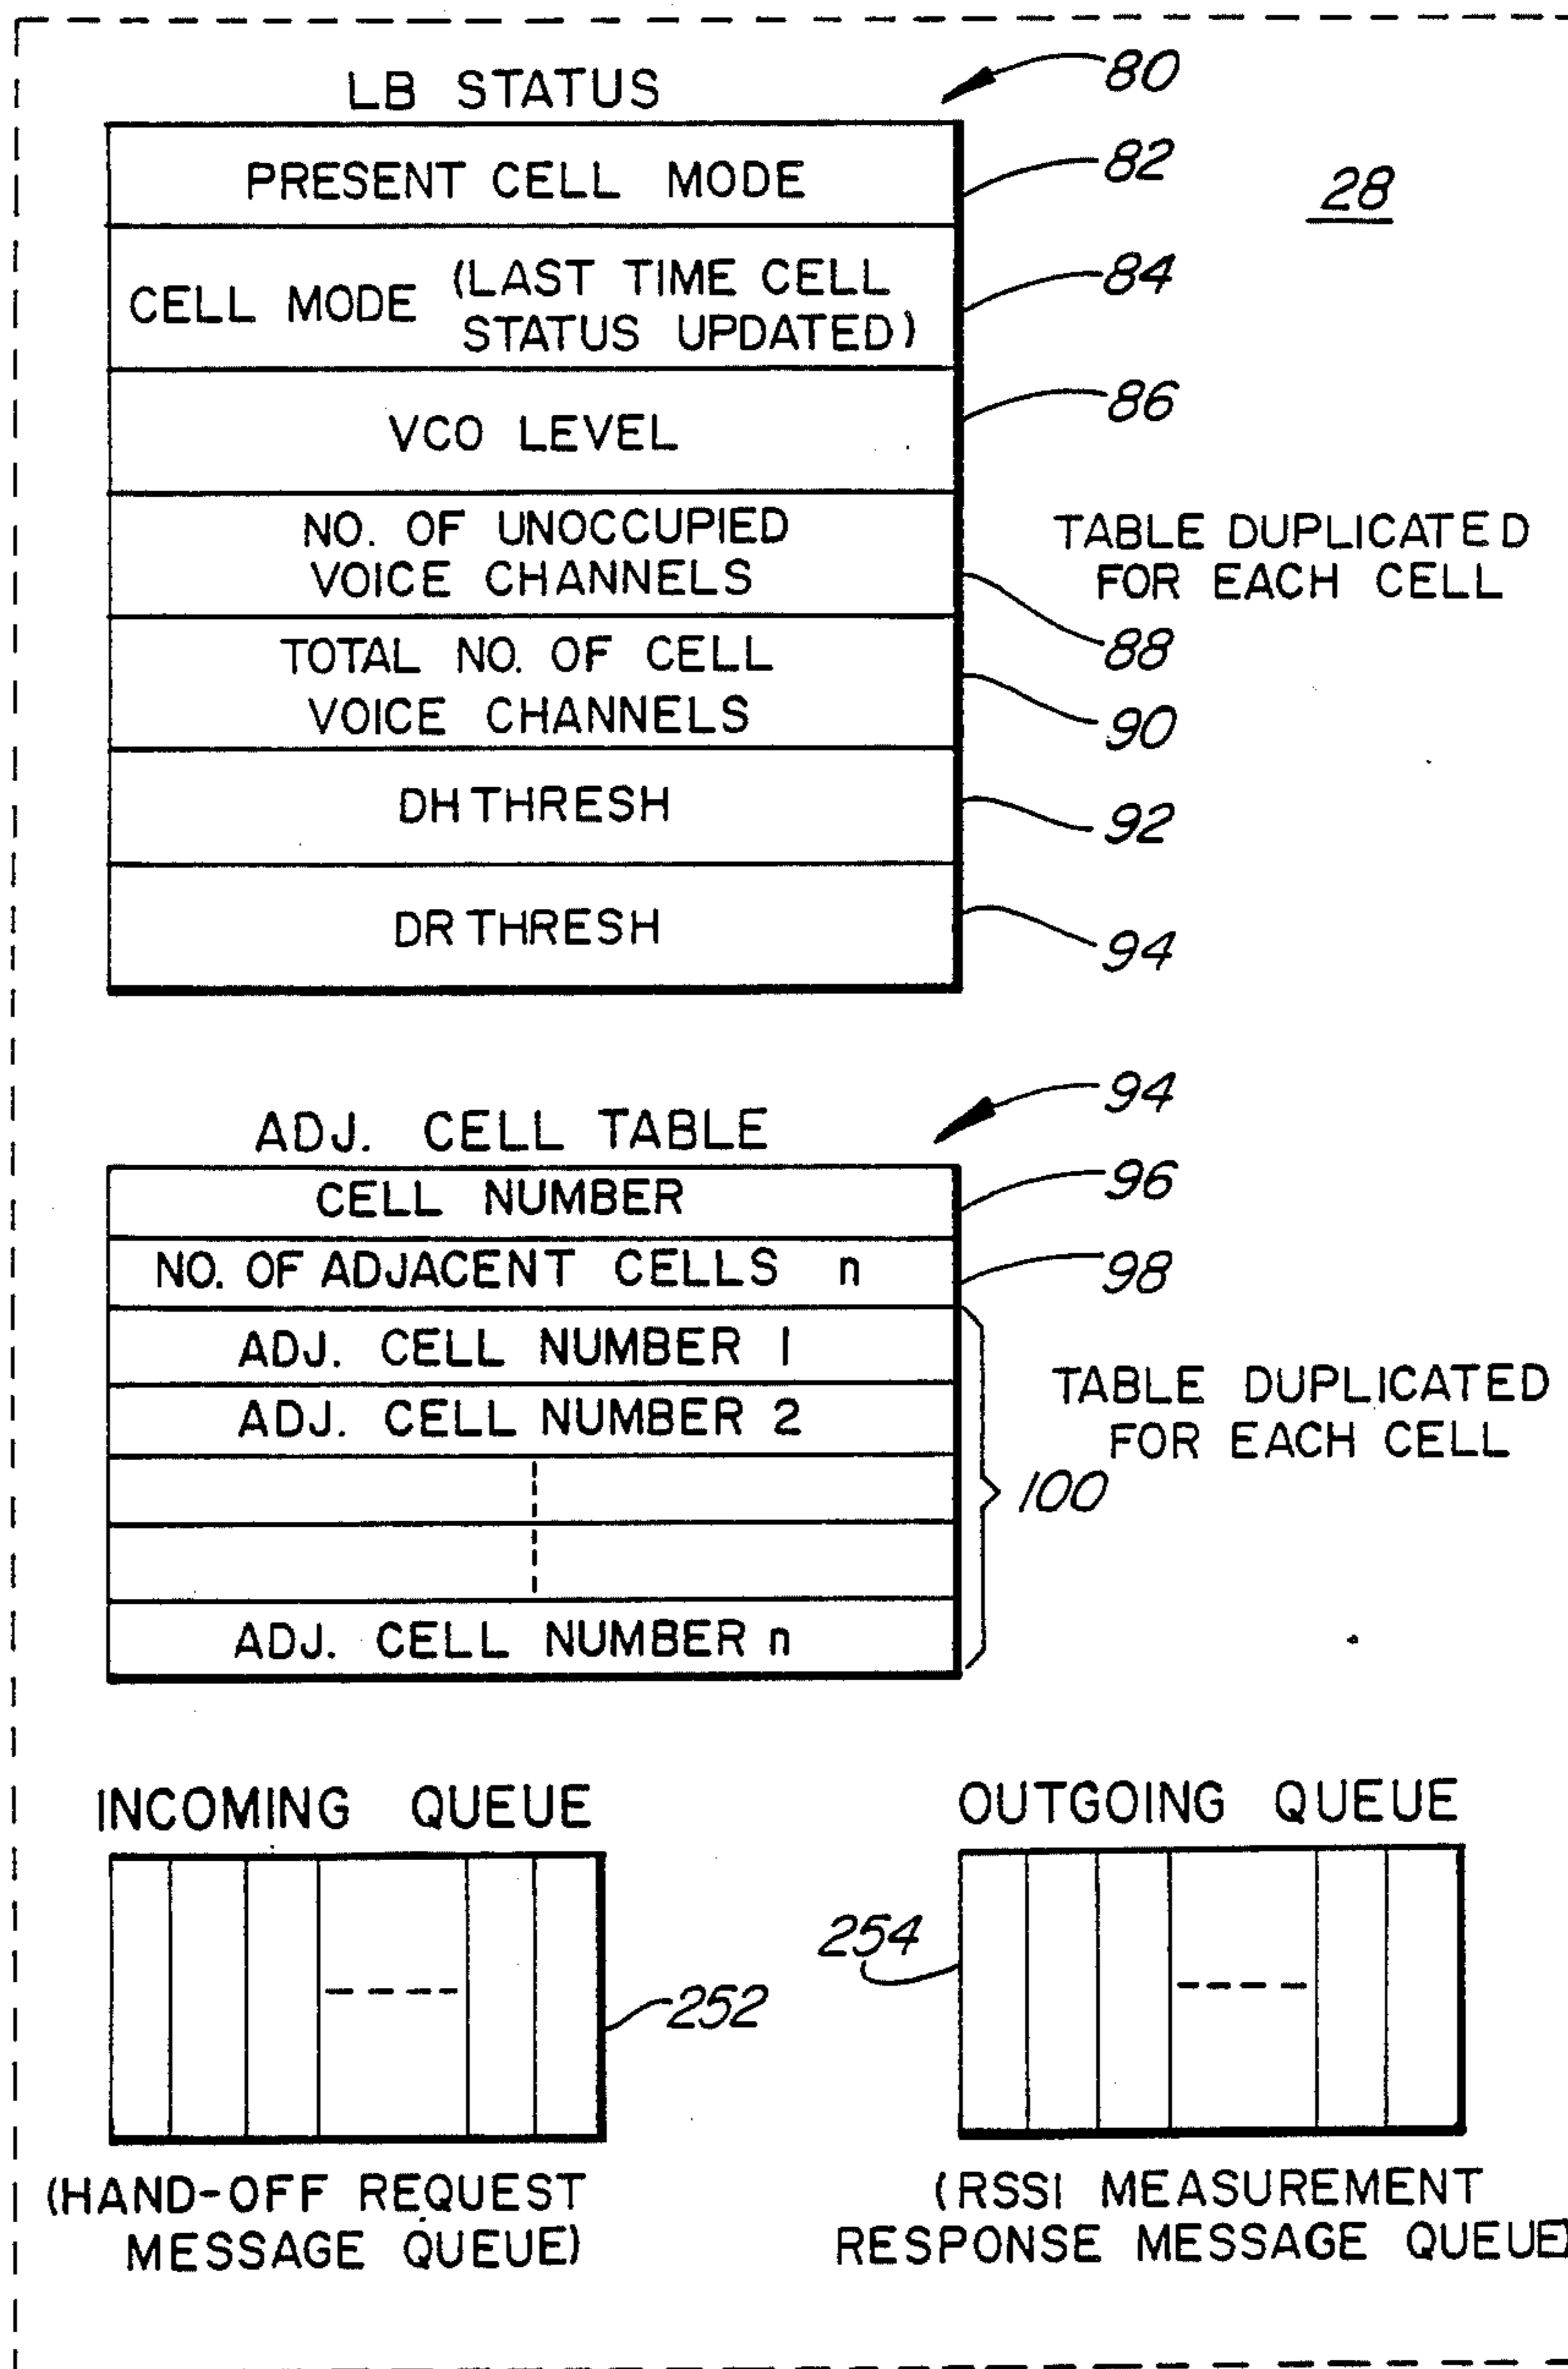 LB STATUS
80
PRESENT CELL MODE
82
28
CELL MODE (LAST TIME CELL
STATUS UPDATED)
84
VCO LEVEL
86
NO. OF UNOCCUPIED
VOICE CHANNELS
TABLE DUPLICATED
FOR EACH CELL
88
TOTAL NO. OF CELL
VOICE CHANNELS
90
DH THRESH
92
DR THRESH
94
ADJ. CELL TABLE
94
CELL NUMBER
96
NO. OF ADJACENT CELLS n
98
ADJ. CELL NUMBER 1
ADJ. CELL NUMBER 2
TABLE DUPLICATED
FOR EACH CELL
100
ADJ. CELL NUMBER n
INCOMING QUEUE
252
(HAND-OFF REQUEST
MESSAGE QUEUE)
OUTGOING QUEUE
254
(RSSI MEASUREMENT
RESPONSE MESSAGE QUEUE)